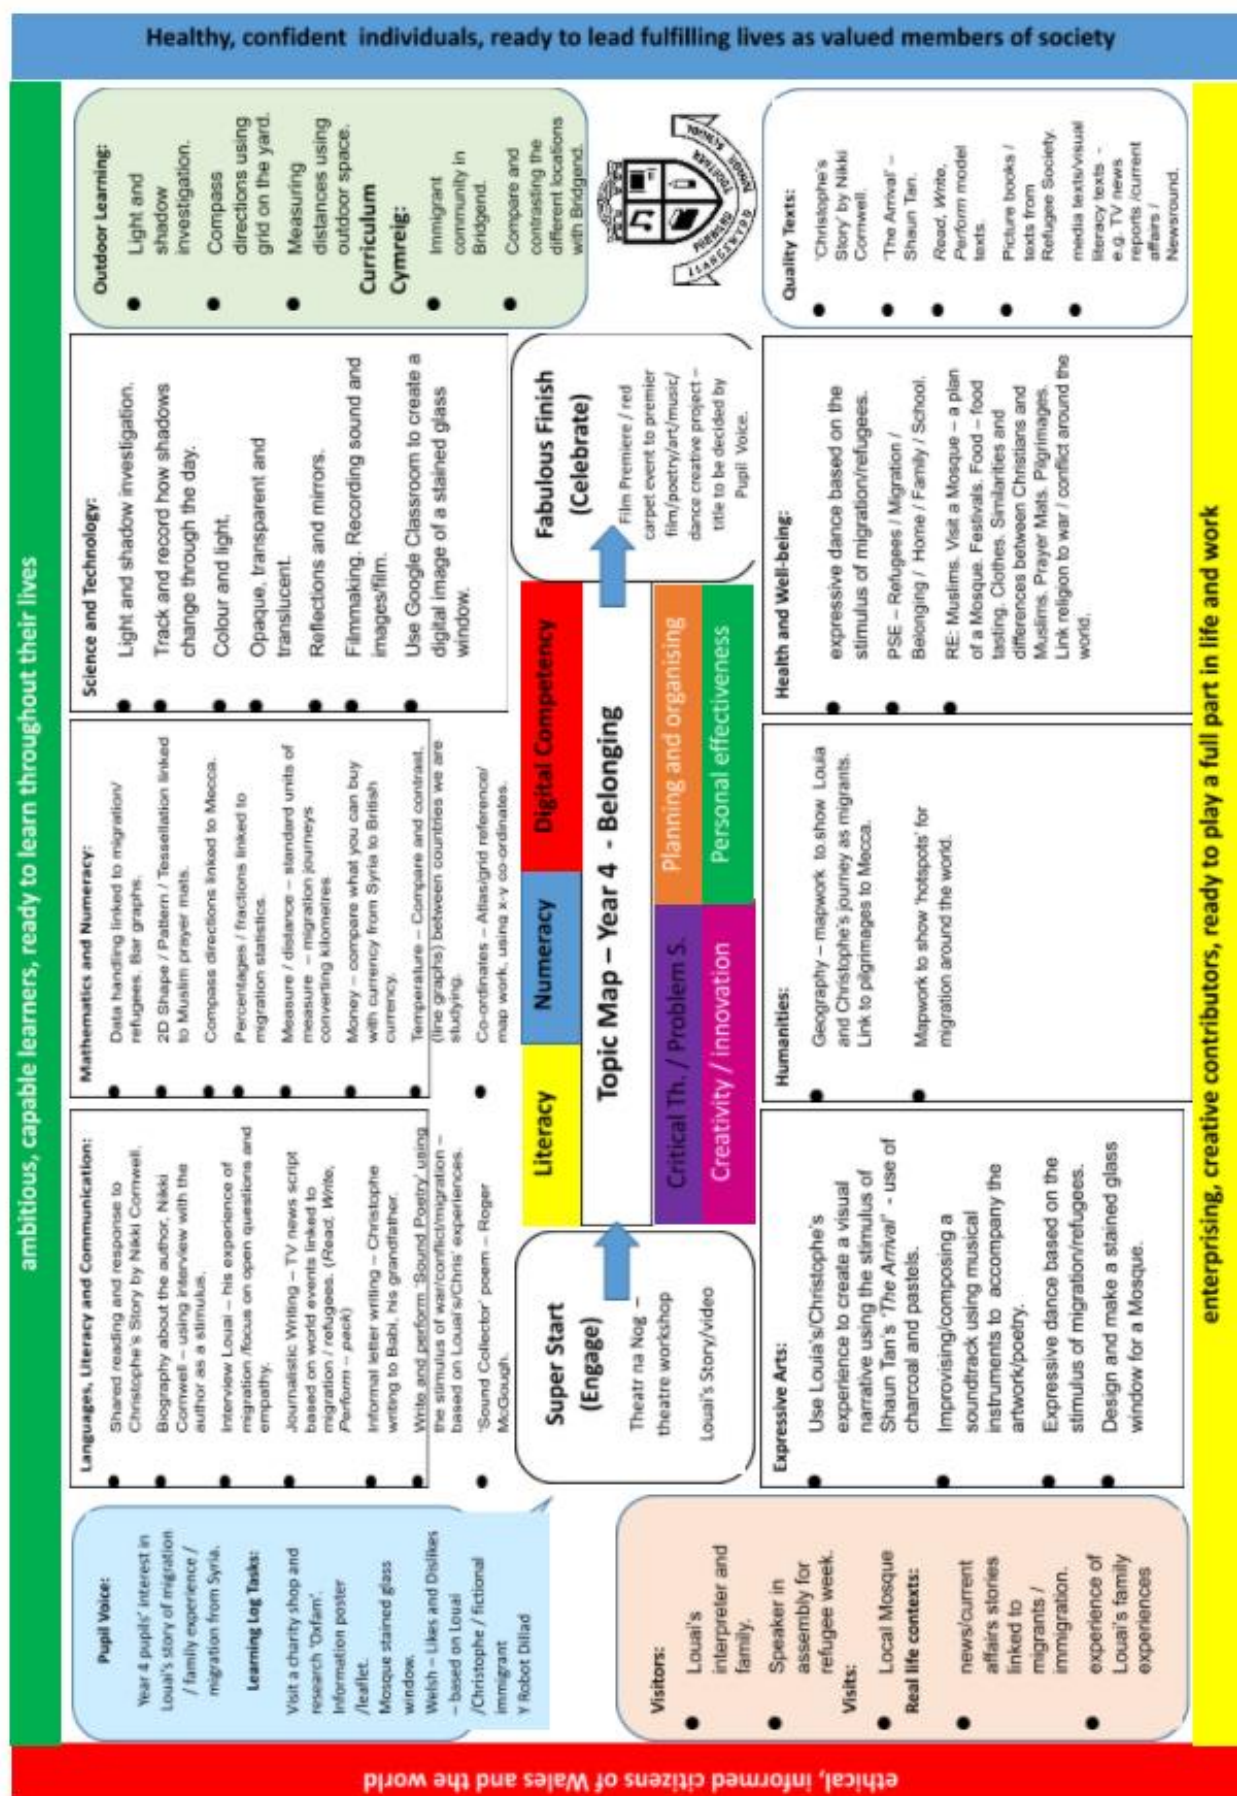 Healthy, confident individuals, ready to lead fulfilling lives as valued members of society
ambitious, capable learners, ready to learn throughout their lives
Pupil Voice:
Year 4 pupils' interest in
Louai's story of migration
/ family experience /
migration from Syria.
Learning Log Tasks:
Visit a charity shop and
research 'Oxfam'.
Information poster
/leaflet.
Mosque stained glass
window.
Welsh – Likes and Dislikes
– based on Louai
/Christophe / fictional
immigrant
Y Robot Dillad
Languages, Literacy and Communication:
Shared reading and response to
Christophe's Story by Nikki Cornwell.
Biography about the author, Nikki
Cornwell – using interview with the
author as a stimulus.
Interview Louai – his experience of
migration /focus on open questions and
empathy.
Journalistic Writing – TV news script
based on world events linked to
migration / refugees. (Read, Write,
Perform – pack)
Informal letter writing – Christophe
writing to Babi, his grandfather.
Write and perform 'Sound Poetry' using
the stimulus of war/conflict/migration –
based on Louai's/Chris' experiences.
'Sound Collector' poem – Roger
McGough.
Mathematics and Numeracy:
Data handling linked to migration/
refugees. Bar graphs.
2D Shape / Pattern / Tessellation linked
to Muslim prayer mats.
Compass directions linked to Mecca.
Percentages / fractions linked to
migration statistics.
Measure / distance – standard units of
measure – migration journeys
converting kilometres
Money – compare what you can buy
with currency from Syria to British
currency.
Temperature – Compare and contrast.
(line graphs) between countries we are
studying.
Co-ordinates – Atlas/grid reference/
map work, using x-y co-ordinates.
Science and Technology:
Light and shadow investigation.
Track and record how shadows
change through the day.
Colour and light.
Opaque, transparent and
translucent.
Reflections and mirrors.
Filmmaking. Recording sound and
images/film.
Use Google Classroom to create a
digital image of a stained glass
window.
Outdoor Learning:
Light and
shadow
investigation.
Compass
directions using
grid on the yard.
Measuring
distances using
outdoor space.
Curriculum
Cymreig:
Immigrant
community in
Bridgend.
Compare and
contrasting the
different locations
with Bridgend.
Super Start
(Engage)
Theatr na Nog –
theatre workshop
Louai's Story/video
Literacy
Numeracy
Digital Competency
Topic Map – Year 4 - Belonging
Critical Th. / Problem S.
Planning and organising
Creativity / innovation
Personal effectiveness
Fabulous Finish
(Celebrate)
Film Premiere / red
carpet event to premier
film/poetry/art/music/
dance creative project –
title to be decided by
Pupil Voice.
FORWARD
TOGETHER
SCHOOL
Visitors:
Louai's
interpreter and
family.
Speaker in
assembly for
refugee week.
Visits:
Local Mosque
Real life contexts:
news/current
affairs stories
linked to
migrants /
immigration.
experience of
Louai's family
experiences
Expressive Arts:
Use Louia's/Christophe's
experience to create a visual
narrative using the stimulus of
Shaun Tan's 'The Arrival' - use of
charcoal and pastels.
Improvising/composing a
soundtrack using musical
instruments to accompany the
artwork/poetry.
Expressive dance based on the
stimulus of migration/refugees.
Design and make a stained glass
window for a Mosque.
Humanities:
Geography – mapwork to show Louia
and Christophe's journey as migrants.
Link to pilgrimages to Mecca.
Mapwork to show 'hotspots' for
migration around the world.
Health and Well-being:
expressive dance based on the
stimulus of migration/refugees.
PSE – Refugees / Migration /
Belonging / Home / Family / School.
RE: Muslims. Visit a Mosque – a plan
of a Mosque. Festivals. Food – food
tasting. Clothes. Similarities and
differences between Christians and
Muslims. Prayer Mats. Pilgrimages.
Link religion to war / conflict around the
world.
Quality Texts:
'Christophe's
Story' by Nikki
Cornwell.
'The Arrival' –
Shaun Tan.
Read, Write,
Perform model
texts.
Picture books /
texts from
Refugee Society.
media texts/visual
literacy texts –
e.g. TV news
reports /current
affairs /
Newsround.
enterprising, creative contributors, ready to play a full part in life and work
ethical, informed citizens of Wales and the world